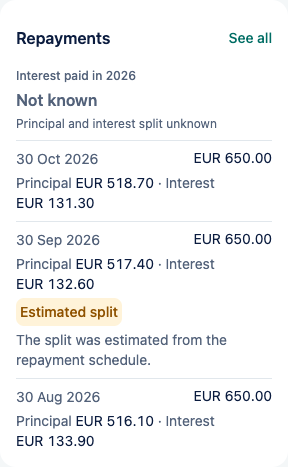 Repayments See all
Interest paid in 2026
Not known
Principal and interest split unknown
30 Oct 2026 EUR 650.00
Principal EUR 518.70 · Interest
EUR 131.30
30 Sep 2026 EUR 650.00
Principal EUR 517.40 · Interest
EUR 132.60
Estimated split
The split was estimated from the
repayment schedule.
30 Aug 2026 EUR 650.00
Principal EUR 516.10 · Interest
EUR 133.90